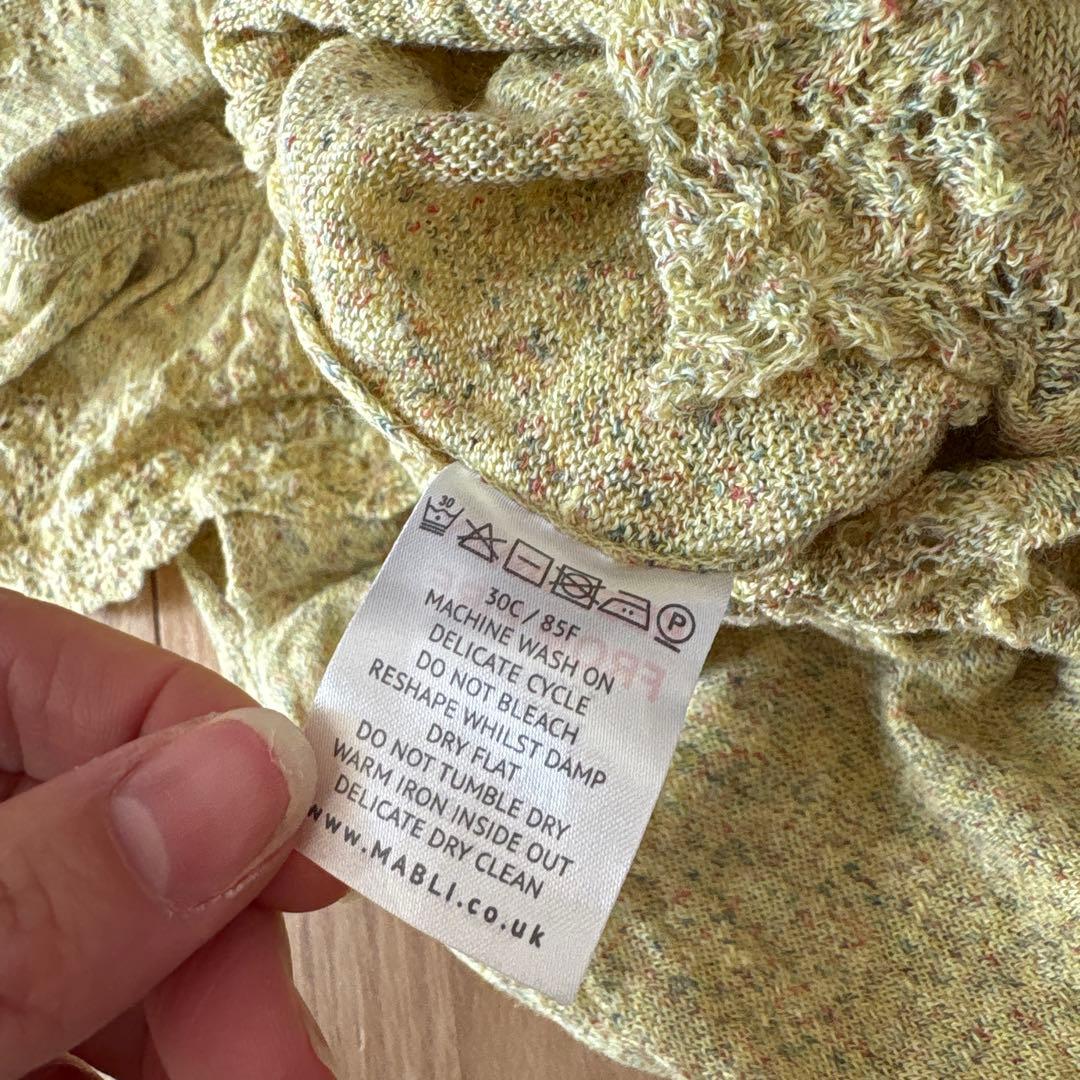 30
P
30C / 85F
MACHINE WASH ON
DELICATE CYCLE
DO NOT BLEACH
RESHAPE WHILST DAMP
DRY FLAT
DO NOT TUMBLE DRY
WARM IRON INSIDE OUT
DELICATE DRY CLEAN
www.MABLI.co.uk